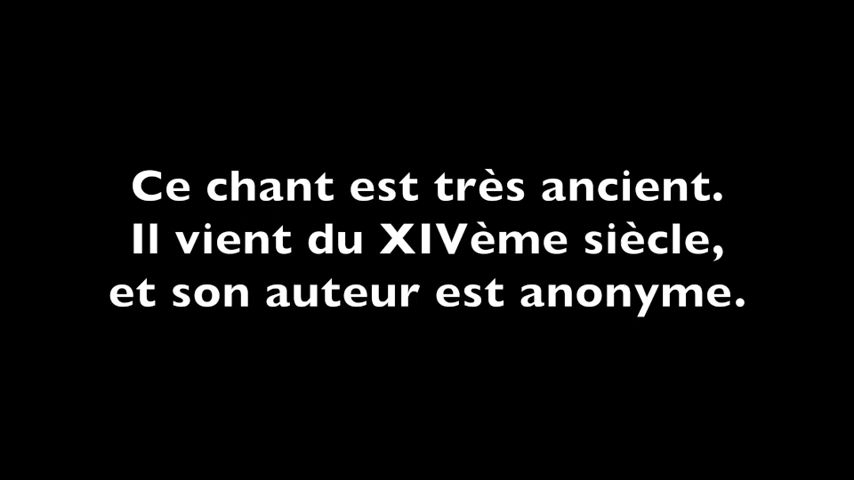 Ce chant est très ancient.
Il vient du XIVème siècle,
et son auteur est anonyme.